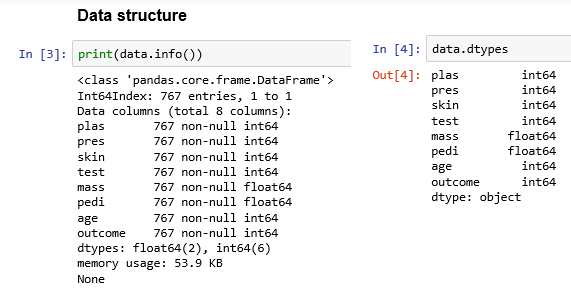 Data structure
In [3]: print(data.info())
<class 'pandas.core.frame.DataFrame'>
Int64Index: 767 entries, 1 to 1
Data columns (total 8 columns):
plas 767 non-null int64
pres 767 non-null int64
skin 767 non-null int64
test 767 non-null int64
mass 767 non-null float64
pedi 767 non-null float64
age 767 non-null int64
outcome 767 non-null int64
dtypes: float64(2), int64(6)
memory usage: 53.9 KB
None
In [4]: data.dtypes
Out[4]: plas int64
pres int64
skin int64
test int64
mass float64
pedi float64
age int64
outcome int64
dtype: object